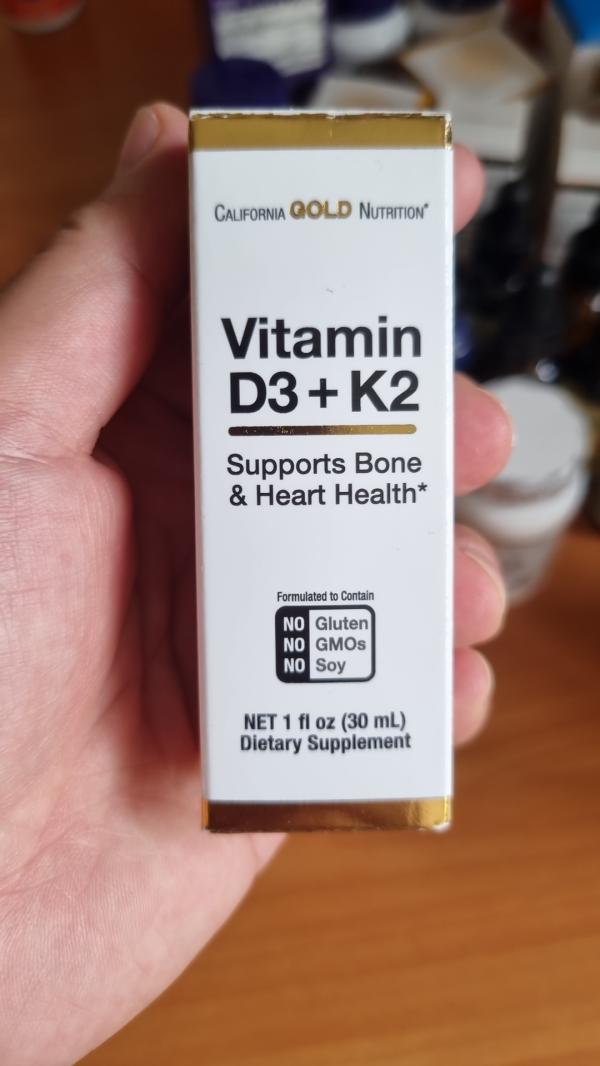 CALIFORNIA GOLD NUTRITION*
Vitamin
D3 + K2
Supports Bone
& Heart Health*
Formulated to Contain
NO Gluten
NO GMOs
NO Soy
NET 1 fl oz (30 mL)
Dietary Supplement